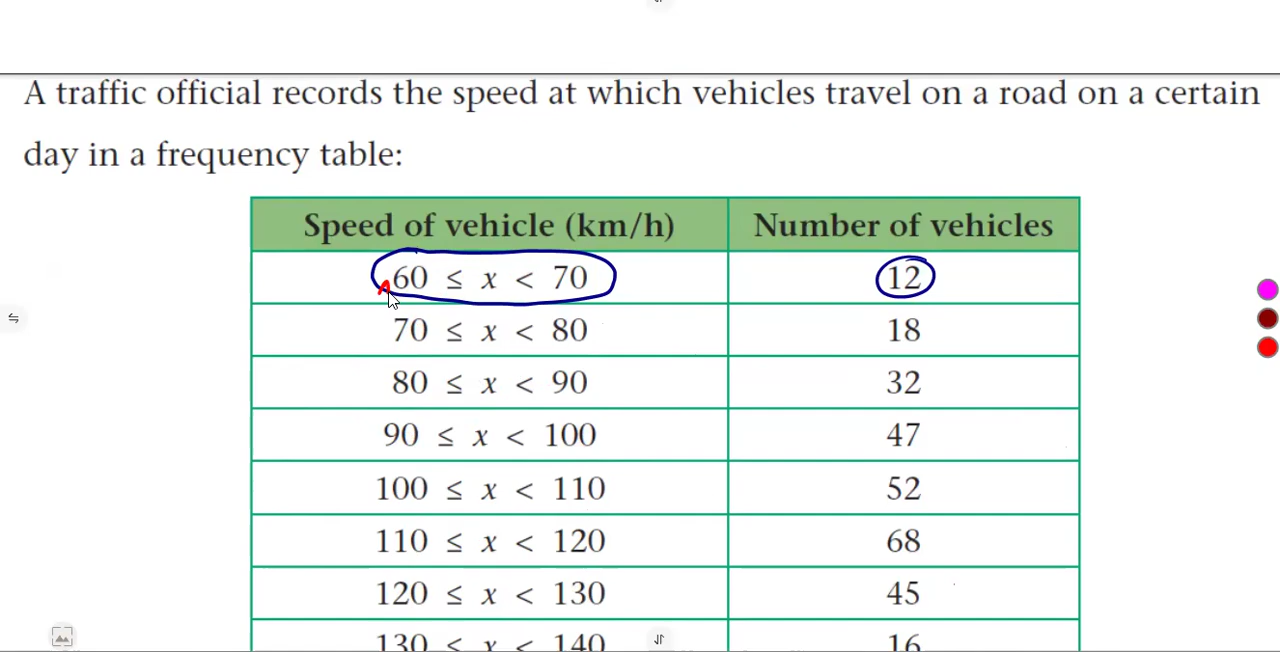 A traffic official records the speed at which vehicles travel on a road on a certain
day in a frequency table:
Speed of vehicle (km/h) Number of vehicles
60 ≤ x < 70 12
70 ≤ x < 80 18
80 ≤ x < 90 32
90 ≤ x < 100 47
100 ≤ x < 110 52
110 ≤ x < 120 68
120 ≤ x < 130 45
130 ≤ x < 140 16